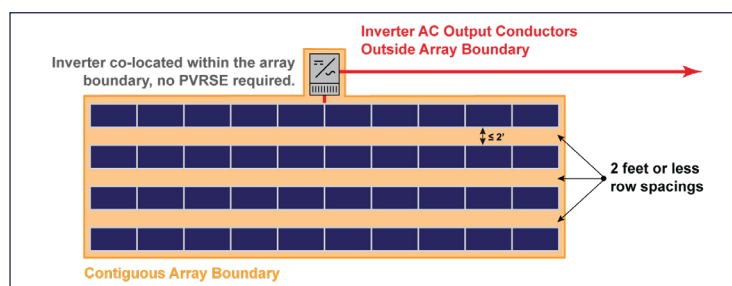 Inverter AC Output Conductors
Outside Array Boundary
Inverter co-located within the array
boundary, no PVRSE required.
≤ 2'
2 feet or less
row spacings
Contiguous Array Boundary